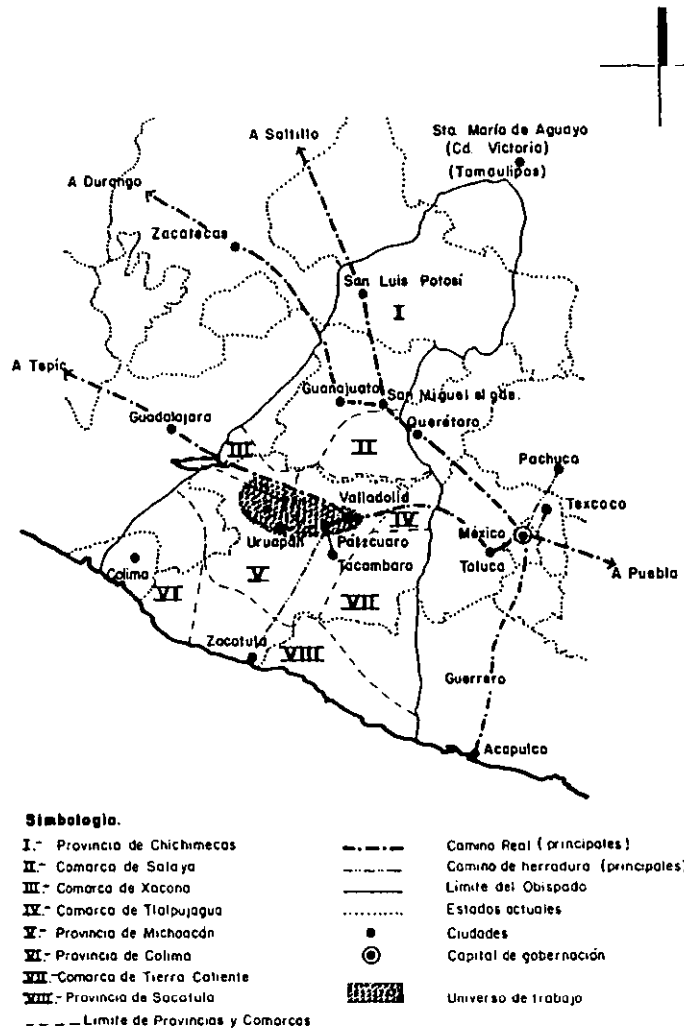 A Saltillo
Sta. María de Aguayo
(Cd. Victoria)
(Tamaulipas)
A Durango
Zacatecas
San Luis Potosí
I
A Tepic
Guanajuato
San Miguel el gde.
Guadalajara
Querétaro
III
II
Pachuca
Texcoco
Valladolid
IV
México
Uruapan
Patzcuaro
Toluca
Tacambara
A Puebla
Colima
V
VI
VII
Zacatula
VIII
Guerrero
Acapulco
Simbología.
I.- Provincia de Chichimecas
II.- Comarca de Salaya
III.- Comarca de Xacona
IV.- Comarca de Tlalpujagua
V.- Provincia de Michoacán
VI.- Provincia de Colima
VII.- Comarca de Tierra Caliente
VIII.- Provincia de Sacatula
Limite de Provincias y Comarcas
Camino Real (principales)
Camino de herradura (principales)
Limite del Obispado
Estados actuales
Ciudades
Capital de gobernación
Universo de trabajo